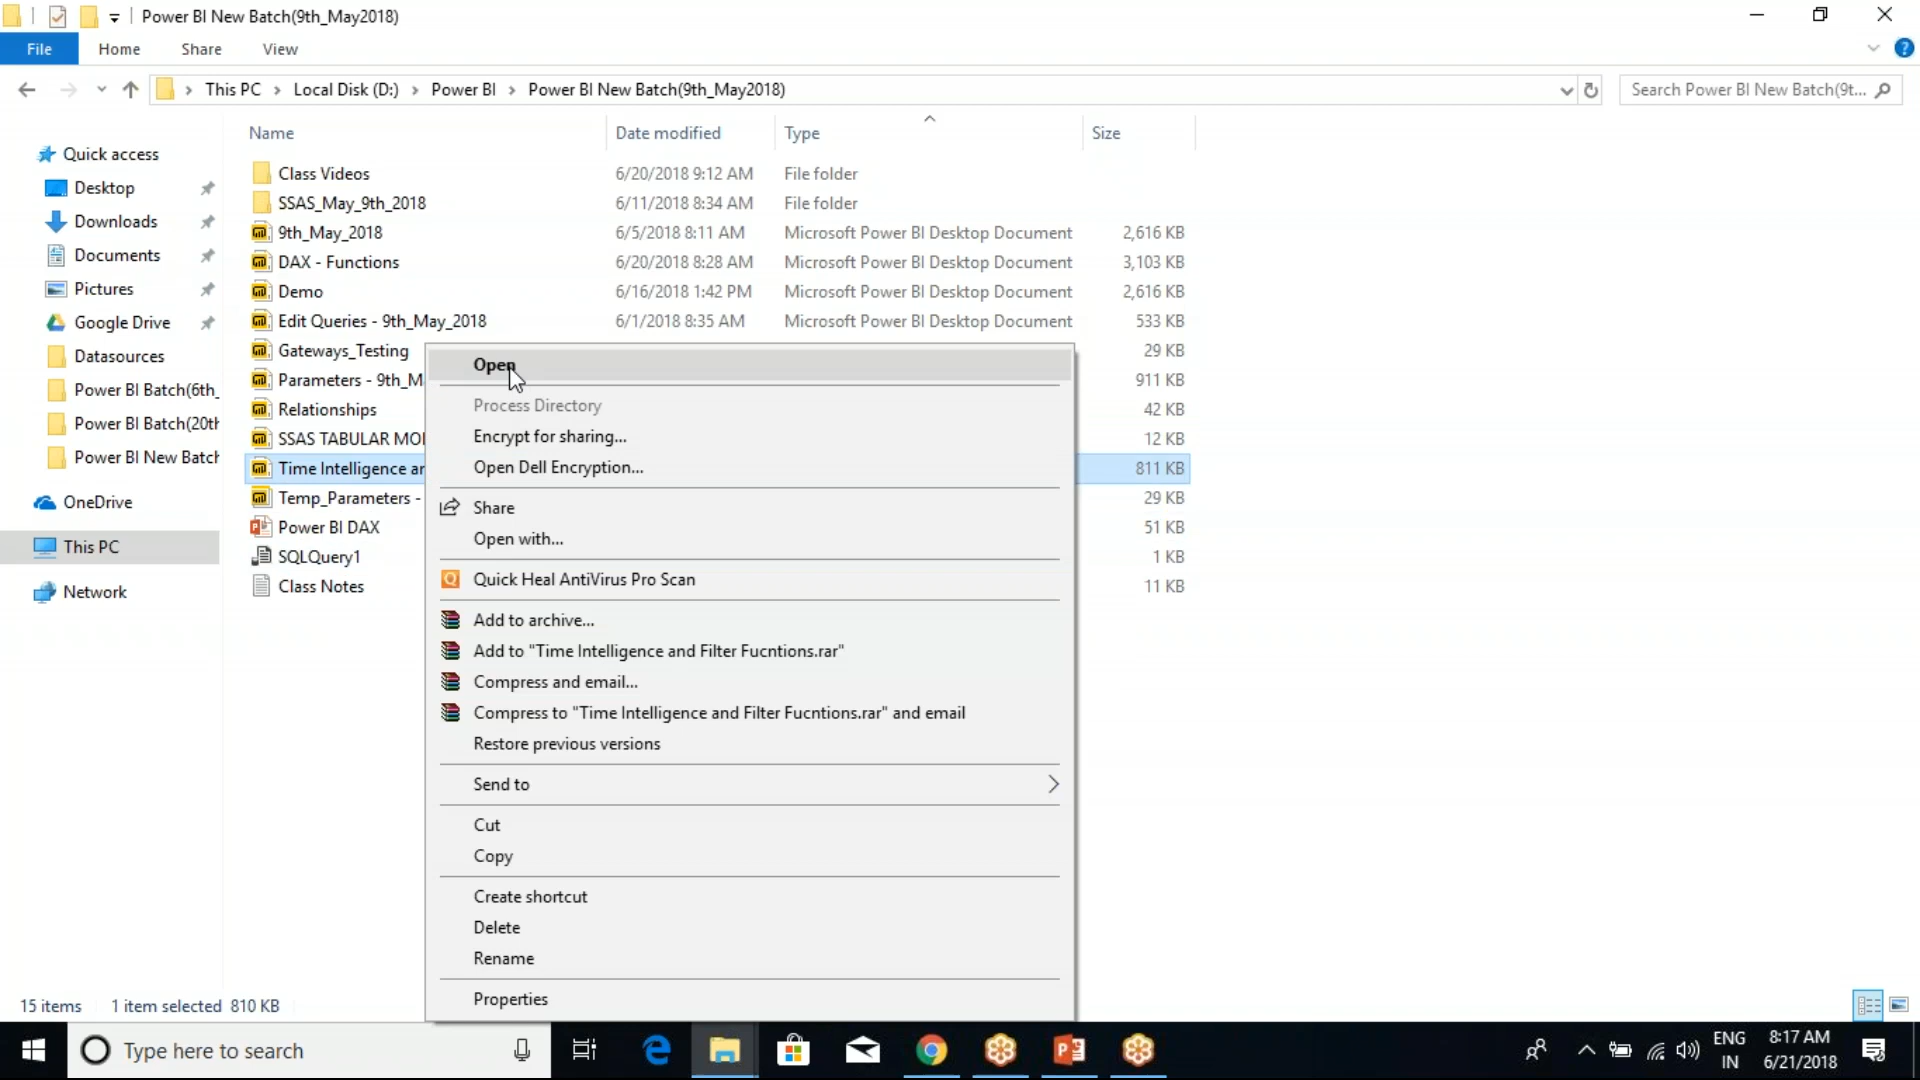 Power BI New Batch(9th_May2018)
File Home Share View
This PC Local Disk (D:) Power BI Power BI New Batch(9th_May2018)
Search Power BI New Batch(9t...
Name Date modified Type Size
Quick access
Desktop
Downloads
Documents
Pictures
Google Drive
Datasources
Power BI Batch(6th_
Power BI Batch(20th
Power BI New Batch
OneDrive
This PC
Network
Class Videos 6/20/2018 9:12 AM File folder
SSAS_May_9th_2018 6/11/2018 8:34 AM File folder
9th_May_2018 6/5/2018 8:11 AM Microsoft Power BI Desktop Document 2,616 KB
DAX - Functions 6/20/2018 8:28 AM Microsoft Power BI Desktop Document 3,103 KB
Demo 6/16/2018 1:42 PM Microsoft Power BI Desktop Document 2,616 KB
Edit Queries - 9th_May_2018 6/1/2018 8:35 AM Microsoft Power BI Desktop Document 533 KB
Gateways_Testing 29 KB
Parameters - 9th_M 911 KB
Relationships 42 KB
SSAS TABULAR MO 12 KB
Time Intelligence ar 811 KB
Temp_Parameters - 29 KB
Power BI DAX 51 KB
SQLQuery1 1 KB
Class Notes 11 KB
Open
Process Directory
Encrypt for sharing...
Open Dell Encryption...
Share
Open with...
Quick Heal AntiVirus Pro Scan
Add to archive...
Add to "Time Intelligence and Filter Fucntions.rar"
Compress and email...
Compress to "Time Intelligence and Filter Fucntions.rar" and email
Restore previous versions
Send to
Cut
Copy
Create shortcut
Delete
Rename
Properties
15 items 1 item selected 810 KB
Type here to search
ENG
IN
8:17 AM
6/21/2018